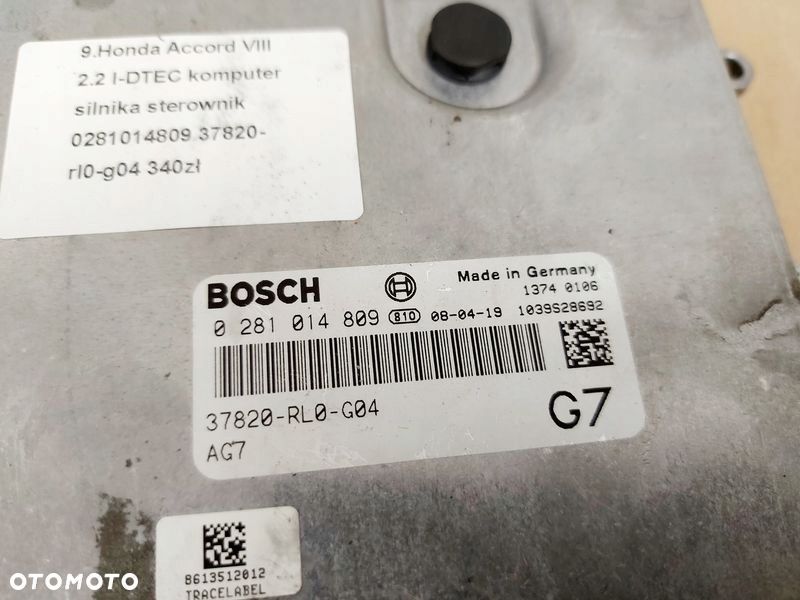 9.Honda Accord VIII
2.2 I-DTEC komputer
silnika sterownik
0281014809 37820-
rl0-g04 340zł
BOSCH
Made in Germany
1374 0106
0 281 014 809 810 08-04-19 1039S28692
37820-RL0-G04
G7
AG7
8613512012
TRACELABEL
OTOMOTO